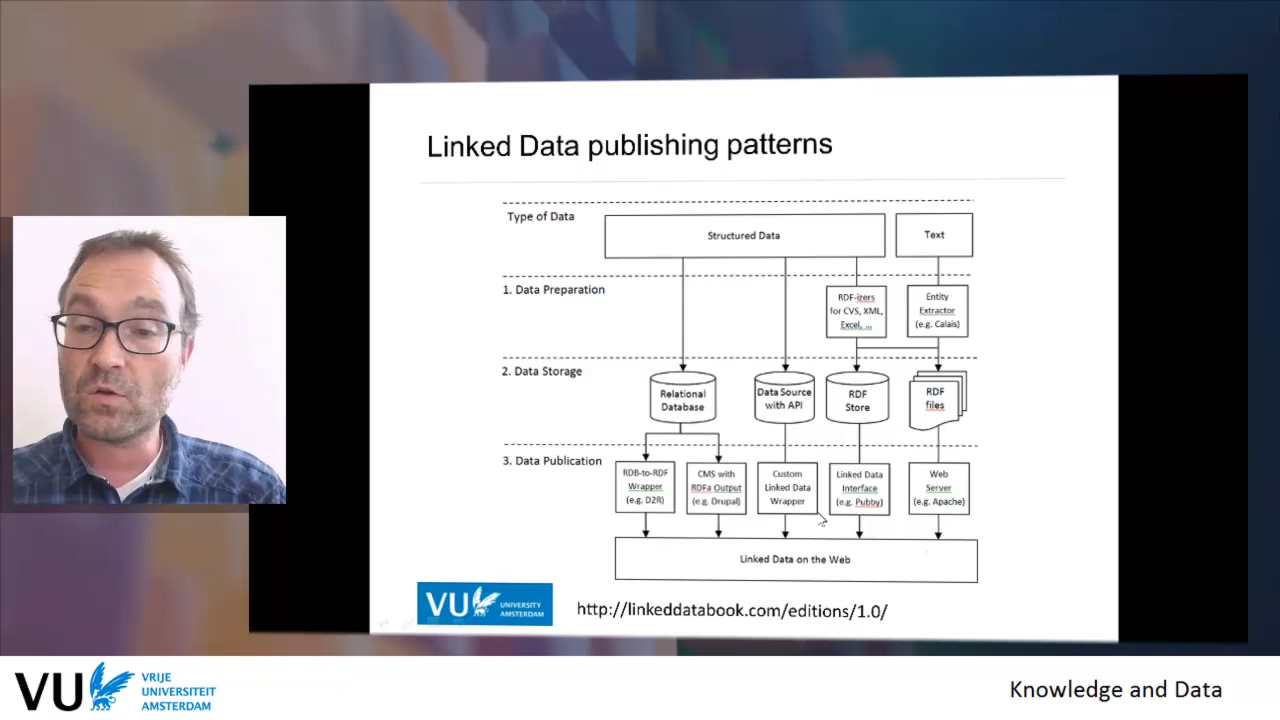 Linked Data publishing patterns
Type of Data
Structured Data
Text
1. Data Preparation
RDF-izers
for CVS, XML,
Excel, ...
Entity
Extractor
(e.g. Calais)
2. Data Storage
Relational
Database
Data Source
with API
RDF
Store
RDF
files
3. Data Publication
RDB-to-RDF
Wrapper
(e.g. D2R)
CMS with
RDFa Output
(e.g. Drupal)
Custom
Linked Data
Wrapper
Linked Data
Interface
(e.g. Pubby)
Web
Server
(e.g. Apache)
Linked Data on the Web
VU
UNIVERSITY
AMSTERDAM
http://linkeddatabook.com/editions/1.0/
VU
VRIJE
UNIVERSITEIT
AMSTERDAM
Knowledge and Data